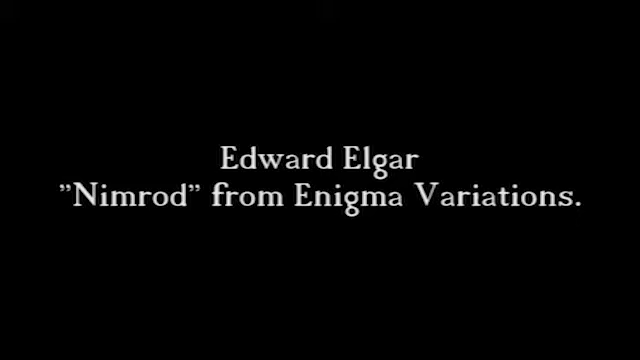 Edward Elgar
”Nimrod” from Enigma Variations.